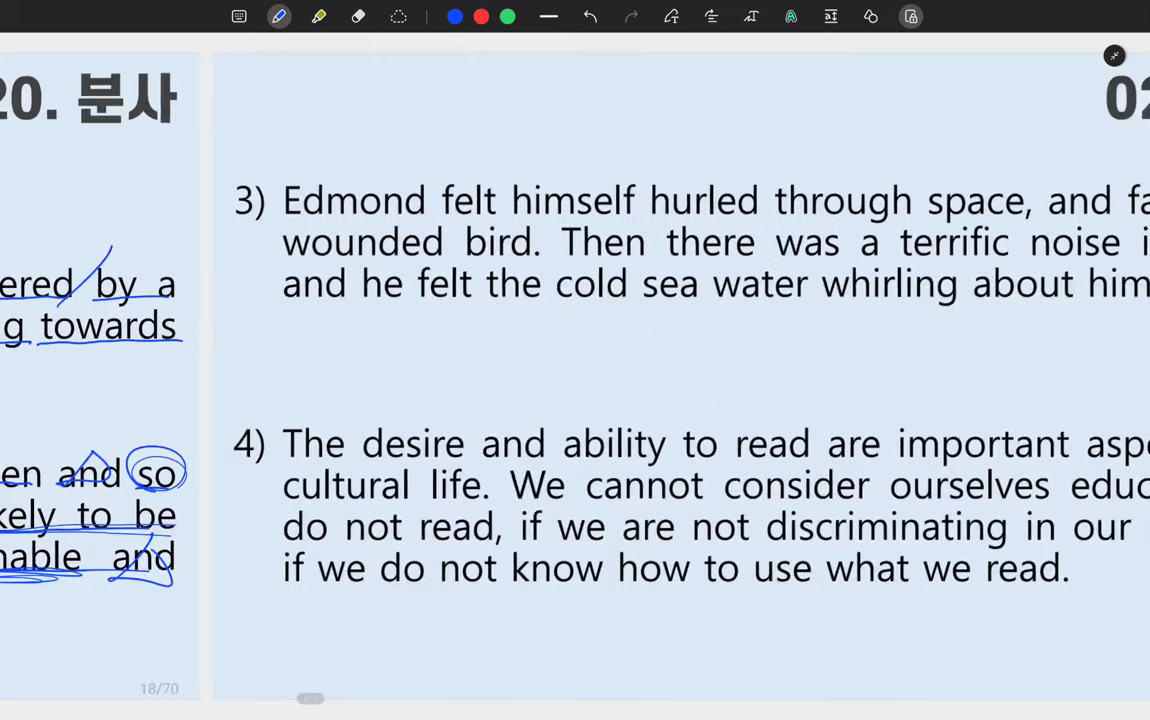 20. 분사
ered by a
towards
en and so
kely to be
nable and
18/70
02
3) Edmond felt himself hurled through space, and fa
wounded bird. Then there was a terrific noise i
and he felt the cold sea water whirling about him
4) The desire and ability to read are important aspe
cultural life. We cannot consider ourselves educ
do not read, if we are not discriminating in our
if we do not know how to use what we read.